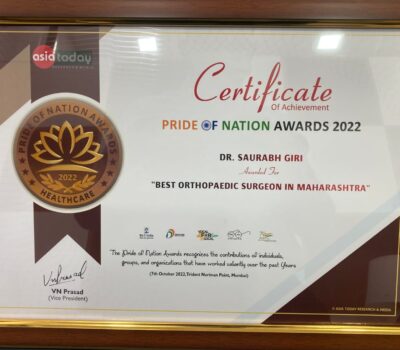 asia today
RESEARCH & MEDIA
Certificate
Of Achievement
PRIDE OF NATION AWARDS 2022
PRIDE OF NATION AWARDS
2022
HEALTHCARE
DR. SAURABH GIRI
Awarded For
"BEST ORTHOPAEDIC SURGEON IN MAHARASHTRA"
The Pride of Nation Awards recognizes the contributions of individuals,
groups, and organizations that have worked valiantly over the past Years
(7th October 2022, Trident Nariman Point, Mumbai)
VN Prasad
(Vice President)
© ASIA TODAY RESEARCH & MEDIA